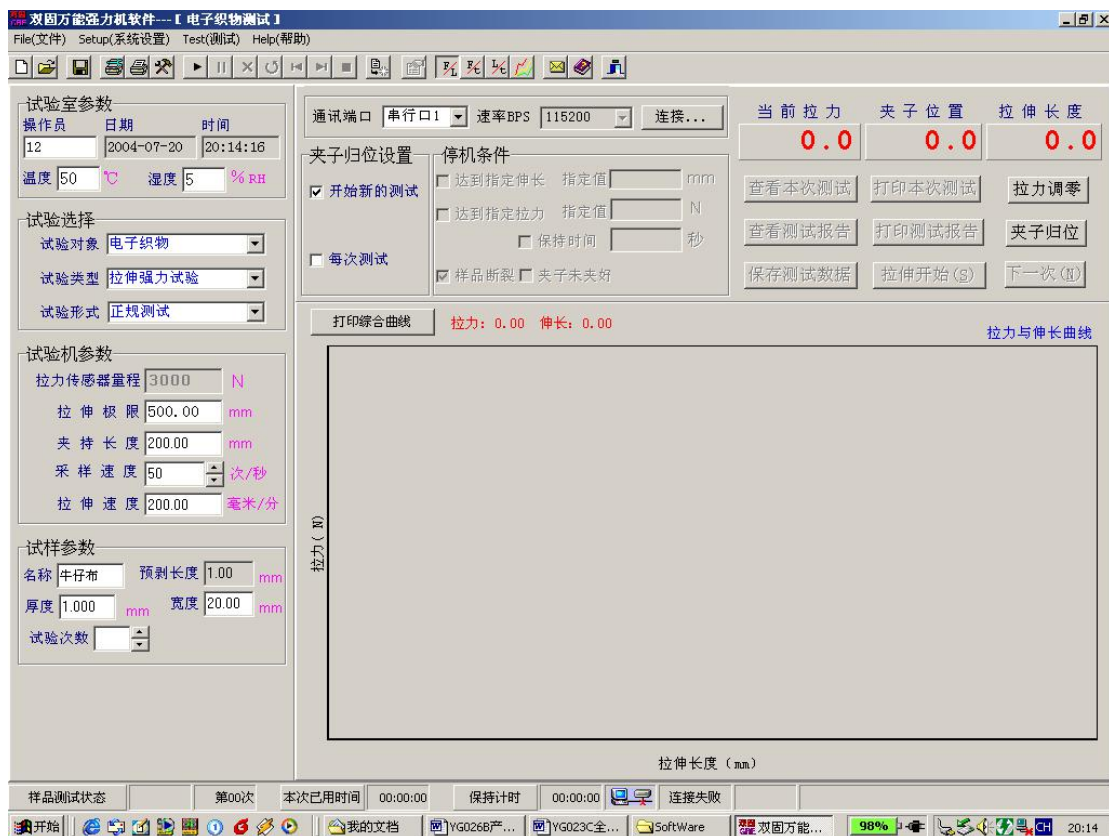 双固万能强力机软件---[ 电子织物测试 ]
File(文件) Setup(系统设置) Test(测试) Help(帮助)
F/L F/t L/t
试验室参数
操作员 日期 时间
12 2004-07-20 20:14:16
温度 50 ℃ 湿度 5 % RH
试验选择
试验对象 电子织物
试验类型 拉伸强力试验
试验形式 正规测试
试验机参数
拉力传感器量程 3000 N
拉伸极限 500.00 mm
夹持长度 200.00 mm
采样速度 50 次/秒
拉伸速度 200.00 毫米/分
试样参数
名称 牛仔布 预剥长度 1.00 mm
厚度 1.000 mm 宽度 20.00 mm
试验次数
通讯端口 串行口1 速率BPS 115200 连接...
夹子归位设置
开始新的测试
每次测试
停机条件
达到指定伸长 指定值 mm
达到指定拉力 指定值 N
保持时间 秒
样品断裂 夹子未夹好
当前拉力 夹子位置 拉伸长度
0.0 0.0 0.0
查看本次测试 打印本次测试 拉力调零
查看测试报告 打印测试报告 夹子归位
保存测试数据 拉伸开始(S) 下一次(N)
打印综合曲线 拉力: 0.00 伸长: 0.00
拉力与伸长曲线
拉力(N)
拉伸长度(mm)
样品测试状态 第00次 本次已用时间 00:00:00 保持计时 00:00:00 连接失败
开始 我的文档 YG026B产... YG023C全... SoftWare 双固万能... 98% CH 20:14